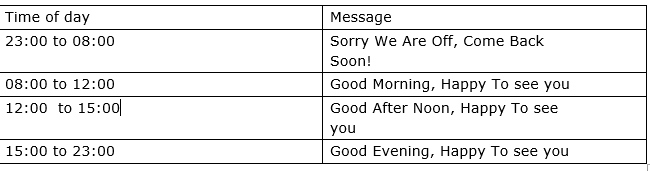 Time of day
Message
23:00 to 08:00
Sorry We Are Off, Come Back
Soon!
08:00 to 12:00
Good Morning, Happy To see you
12:00  to 15:00
Good After Noon, Happy To see
you
15:00 to 23:00
Good Evening, Happy To see you